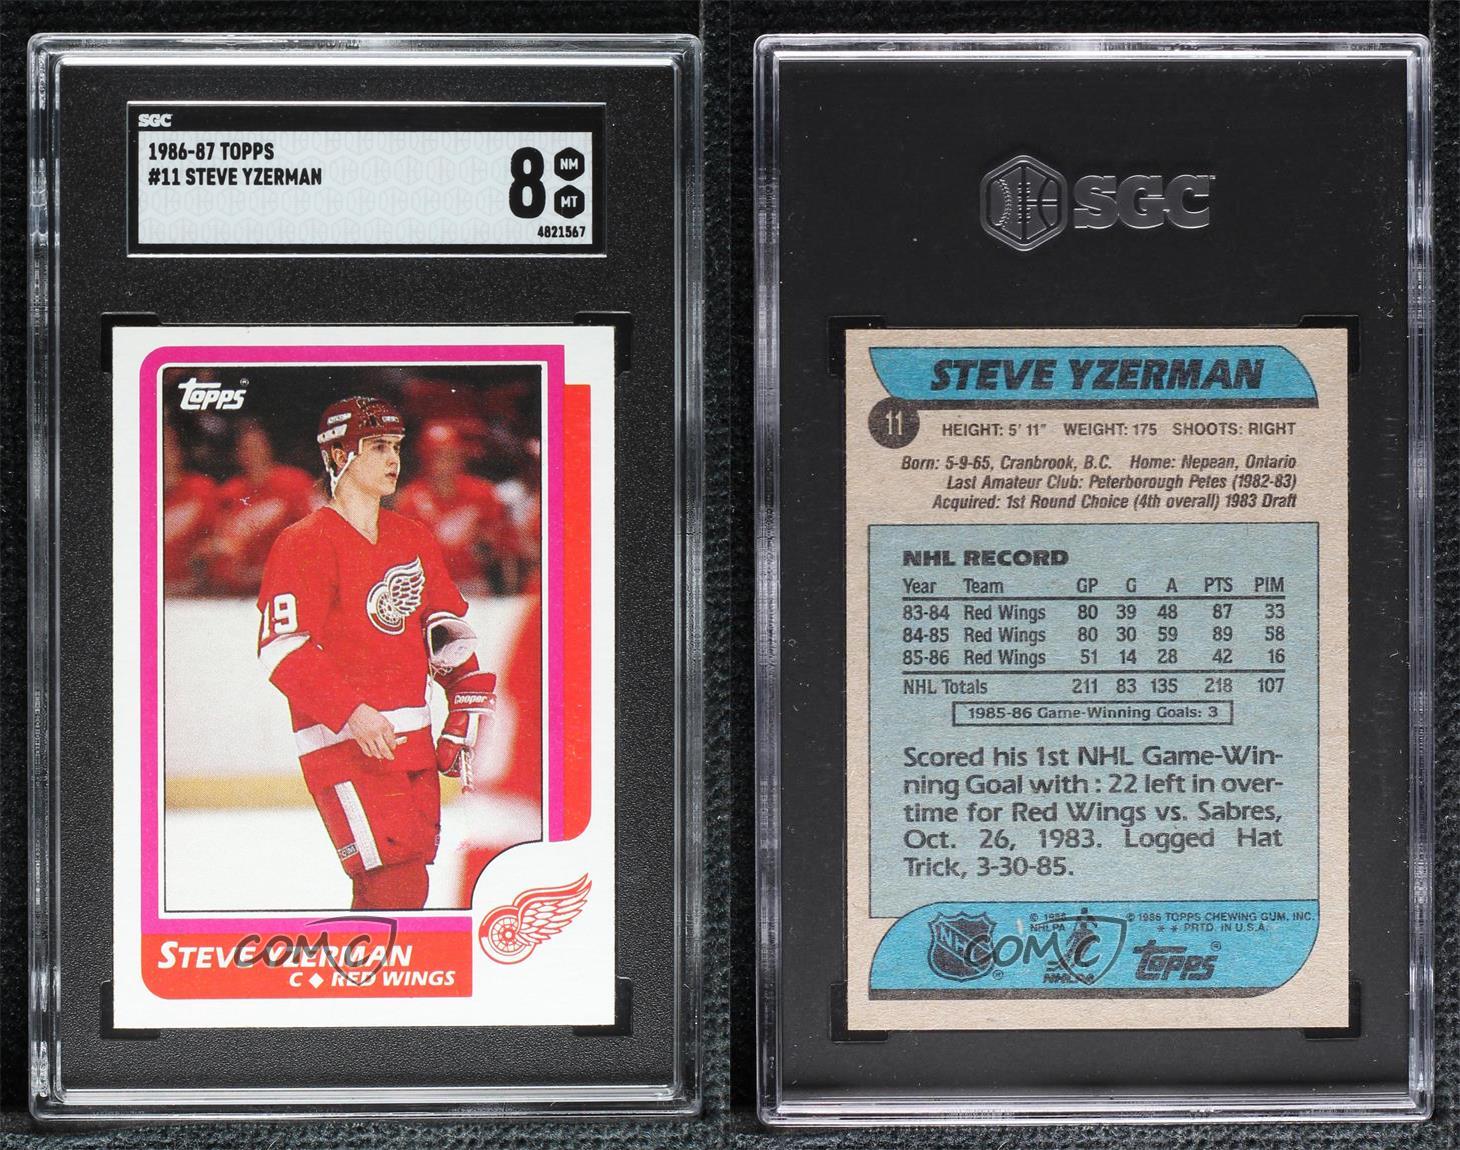 SGC
1986-87 TOPPS
#11 STEVE YZERMAN
8
NM
MT
4821567
Topps®
19
Cooper
CCM
STEVE YZERMAN
C ◆ RED WINGS
COMC
SGC
STEVE YZERMAN
11
HEIGHT: 5' 11" WEIGHT: 175 SHOOTS: RIGHT
Born: 5-9-65, Cranbrook, B.C. Home: Nepean, Ontario
Last Amateur Club: Peterborough Petes (1982-83)
Acquired: 1st Round Choice (4th overall) 1983 Draft
NHL RECORD
Year Team GP G A PTS PIM
83-84 Red Wings 80 39 48 87 33
84-85 Red Wings 80 30 59 89 58
85-86 Red Wings 51 14 28 42 16
NHL Totals 211 83 135 218 107
1985-86 Game-Winning Goals: 3
Scored his 1st NHL Game-Win-
ning Goal with : 22 left in over-
time for Red Wings vs. Sabres,
Oct. 26, 1983. Logged Hat
Trick, 3-30-85.
© 1986 NHLPA
© 1986 TOPPS CHEWING GUM, INC.
* * PRTD. IN U.S.A.
NHL®
NHLPA
Topps®
COMC